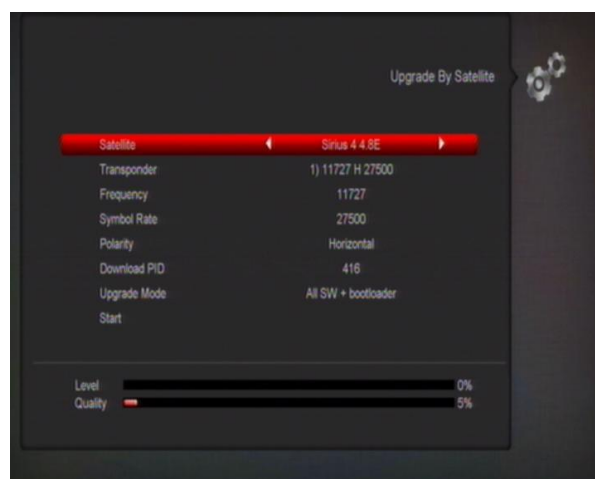 Upgrade By Satellite
Satellite Sirius 4 4.8E
Transponder 1) 11727 H 27500
Frequency 11727
Symbol Rate 27500
Polarity Horizontal
Download PID 416
Upgrade Mode All SW + bootloader
Start
Level 0%
Quality 5%